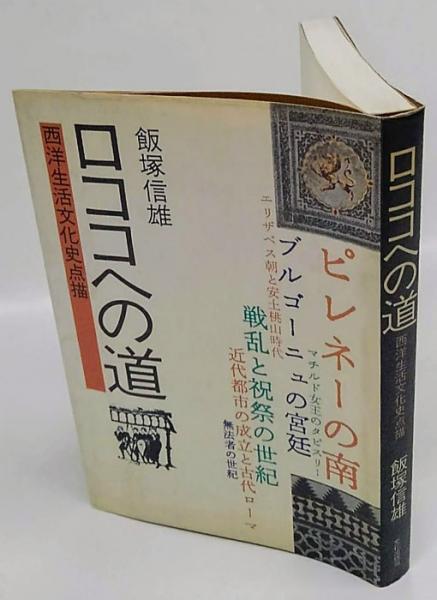 飯塚信雄
ロココへの道
西洋生活文化史点描
ピレネーの南
マチルド女王のタピスリー
ブルゴーニュの宮廷
エリザベス朝と安土桃山時代
戦乱と祝祭の世紀
近代都市の成立と古代ローマ
無法者の世紀
ロココへの道
西洋生活文化史点描
飯塚信雄